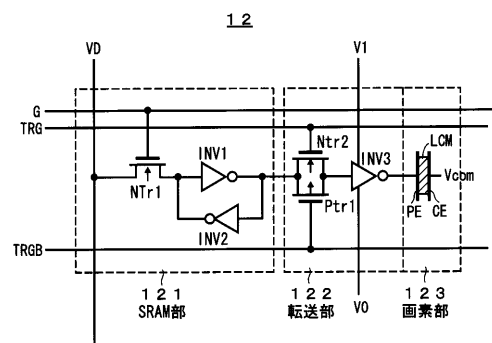 12
VD
V1
G
TRG
Ntr2
LCM
INV1
INV3
Vcom
NTr1
Ptr1
PE
CE
INV2
TRGB
121
SRAM部
122
転送部
V0
123
画素部